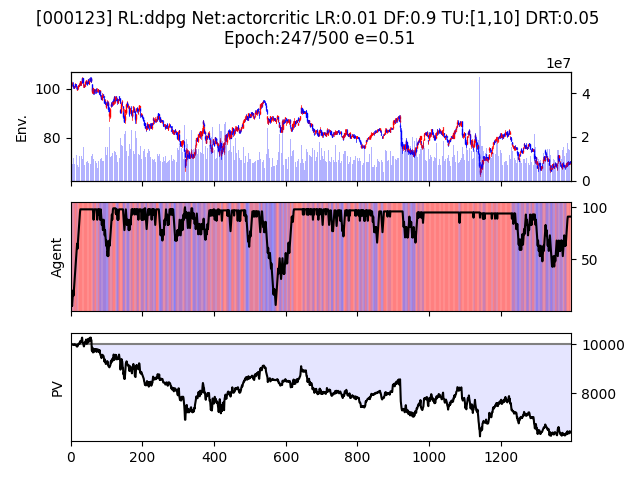 [000123] RL:ddpg Net:actorcritic LR:0.01 DF:0.9 TU:[1,10] DRT:0.05
Epoch:247/500 e=0.51
1e7
100
80
Env.
4
2
0
Agent
100
50
PV
10000
8000
0 200 400 600 800 1000 1200